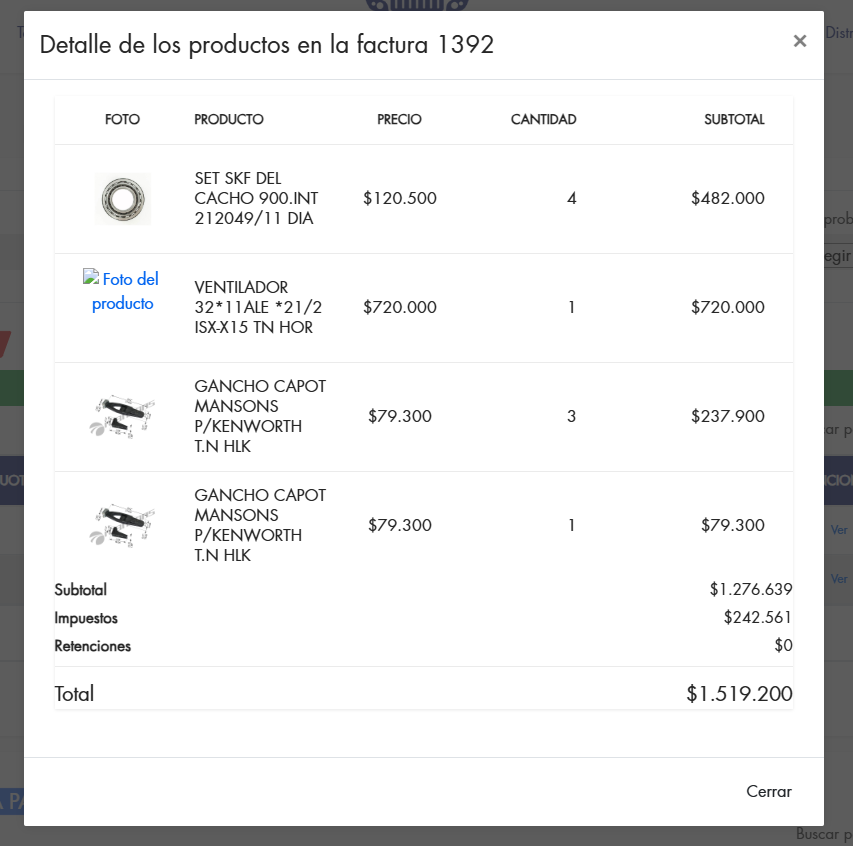 Detalle de los productos en la factura 1392
×
FOTO PRODUCTO PRECIO CANTIDAD SUBTOTAL
SET SKF DEL
CACHO 900.INT
212049/11 DIA
$120.500 4 $482.000
Foto del
producto
VENTILADOR
32*11ALE *21/2
ISX-X15 TN HOR
$720.000 1 $720.000
GANCHO CAPOT
MANSONS
P/KENWORTH
T.N HLK
$79.300 3 $237.900
GANCHO CAPOT
MANSONS
P/KENWORTH
T.N HLK
$79.300 1 $79.300
Subtotal $1.276.639
Impuestos $242.561
Retenciones $0
Total $1.519.200
Cerrar
Ver
Ver
Buscar p